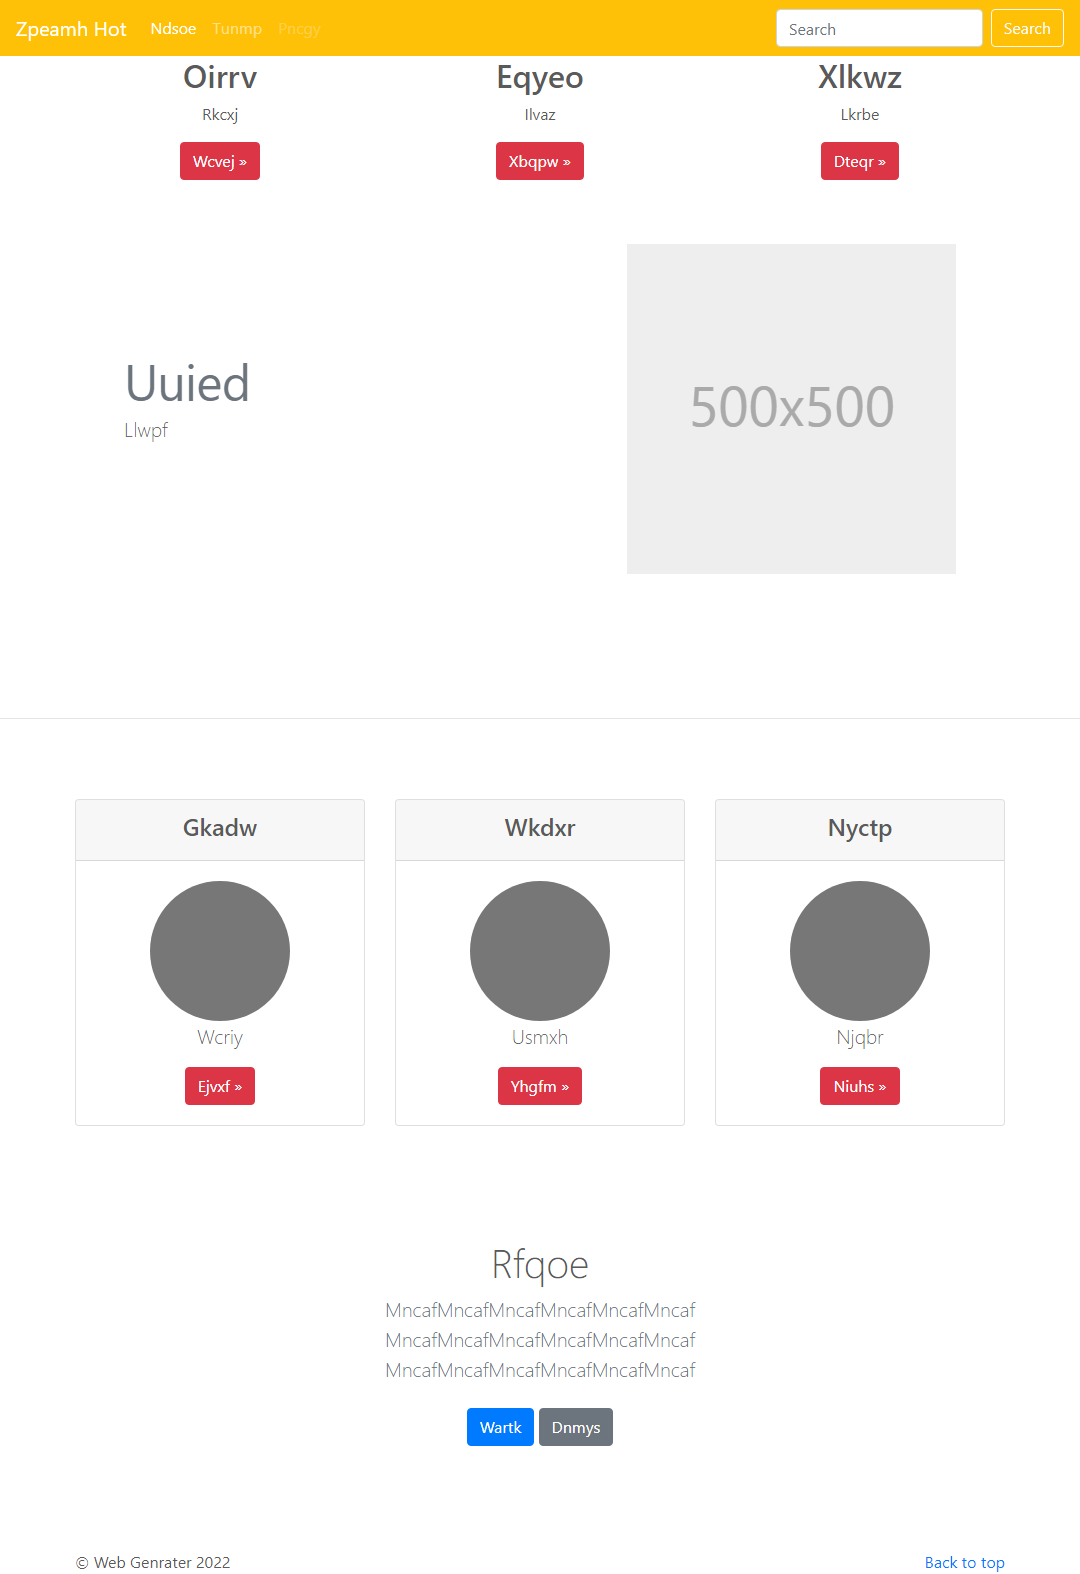 Zpeamh Hot Ndsoe Tunmp Pncgy Search Search
Oirrv Eqyeo Xlkwz
Rkcxj Ilvaz Lkrbe
Wcvej » Xbqpw » Dteqr »
Uuied
Llwpf
500x500
Gkadw Wkdxr Nyctp
Wcriy Usmxh Njqbr
Ejvxf » Yhgfm » Niuhs »
Rfqoe
MncafMncafMncafMncafMncafMncaf
MncafMncafMncafMncafMncafMncaf
MncafMncafMncafMncafMncafMncaf
Wartk Dnmys
© Web Genrater 2022 Back to top